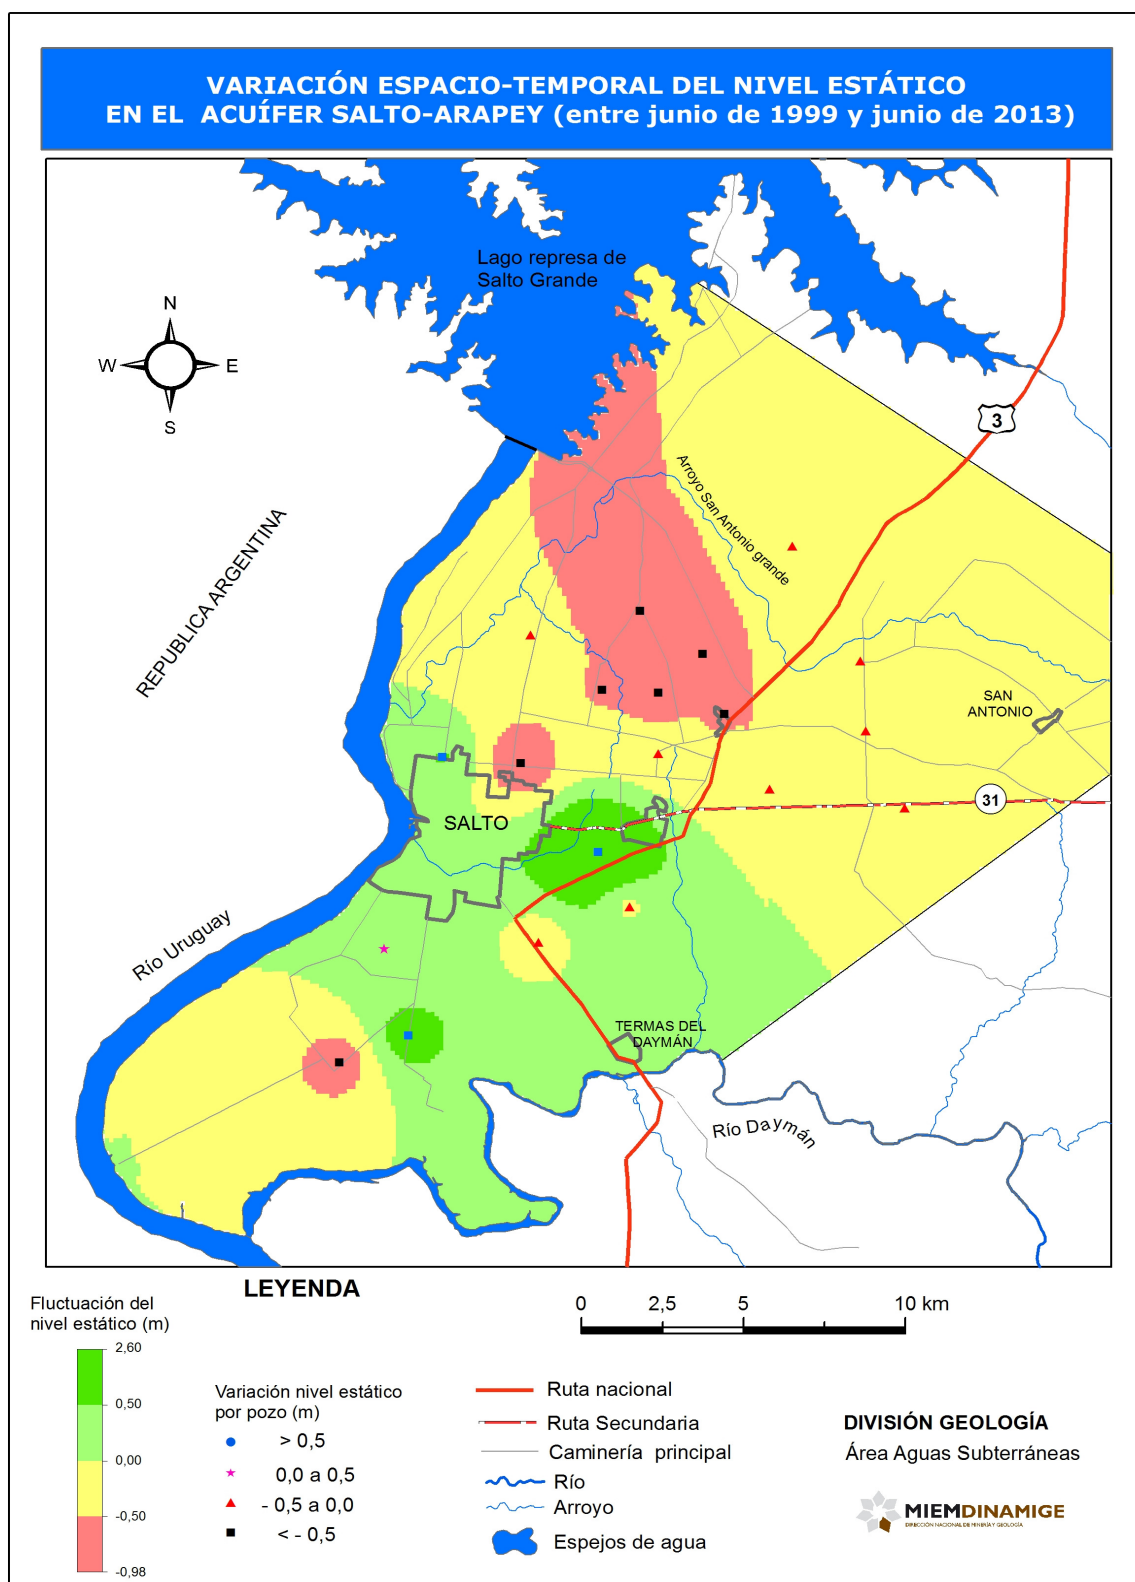 VARIACIÓN ESPACIO-TEMPORAL DEL NIVEL ESTÁTICO
EN EL ACUÍFER SALTO-ARAPEY (entre junio de 1999 y junio de 2013)
Lago represa de
Salto Grande
N
W
E
S
3
REPUBLICA ARGENTINA
Arroyo San Antonio grande
SAN
ANTONIO
31
SALTO
Río Uruguay
TERMAS DEL
DAYMÁN
Río Daymán
LEYENDA
Fluctuación del
nivel estático (m)
2,60
0,50
0,00
-0,50
-0,98
Variación nivel estático
por pozo (m)
> 0,5
0,0 a 0,5
- 0,5 a 0,0
< - 0,5
0 2,5 5 10 km
Ruta nacional
Ruta Secundaria
Caminería principal
Río
Arroyo
Espejos de agua
DIVISIÓN GEOLOGÍA
Área Aguas Subterráneas
MIEMDINAMIGE
DIRECCIÓN NACIONAL DE MINERÍA Y GEOLOGÍA